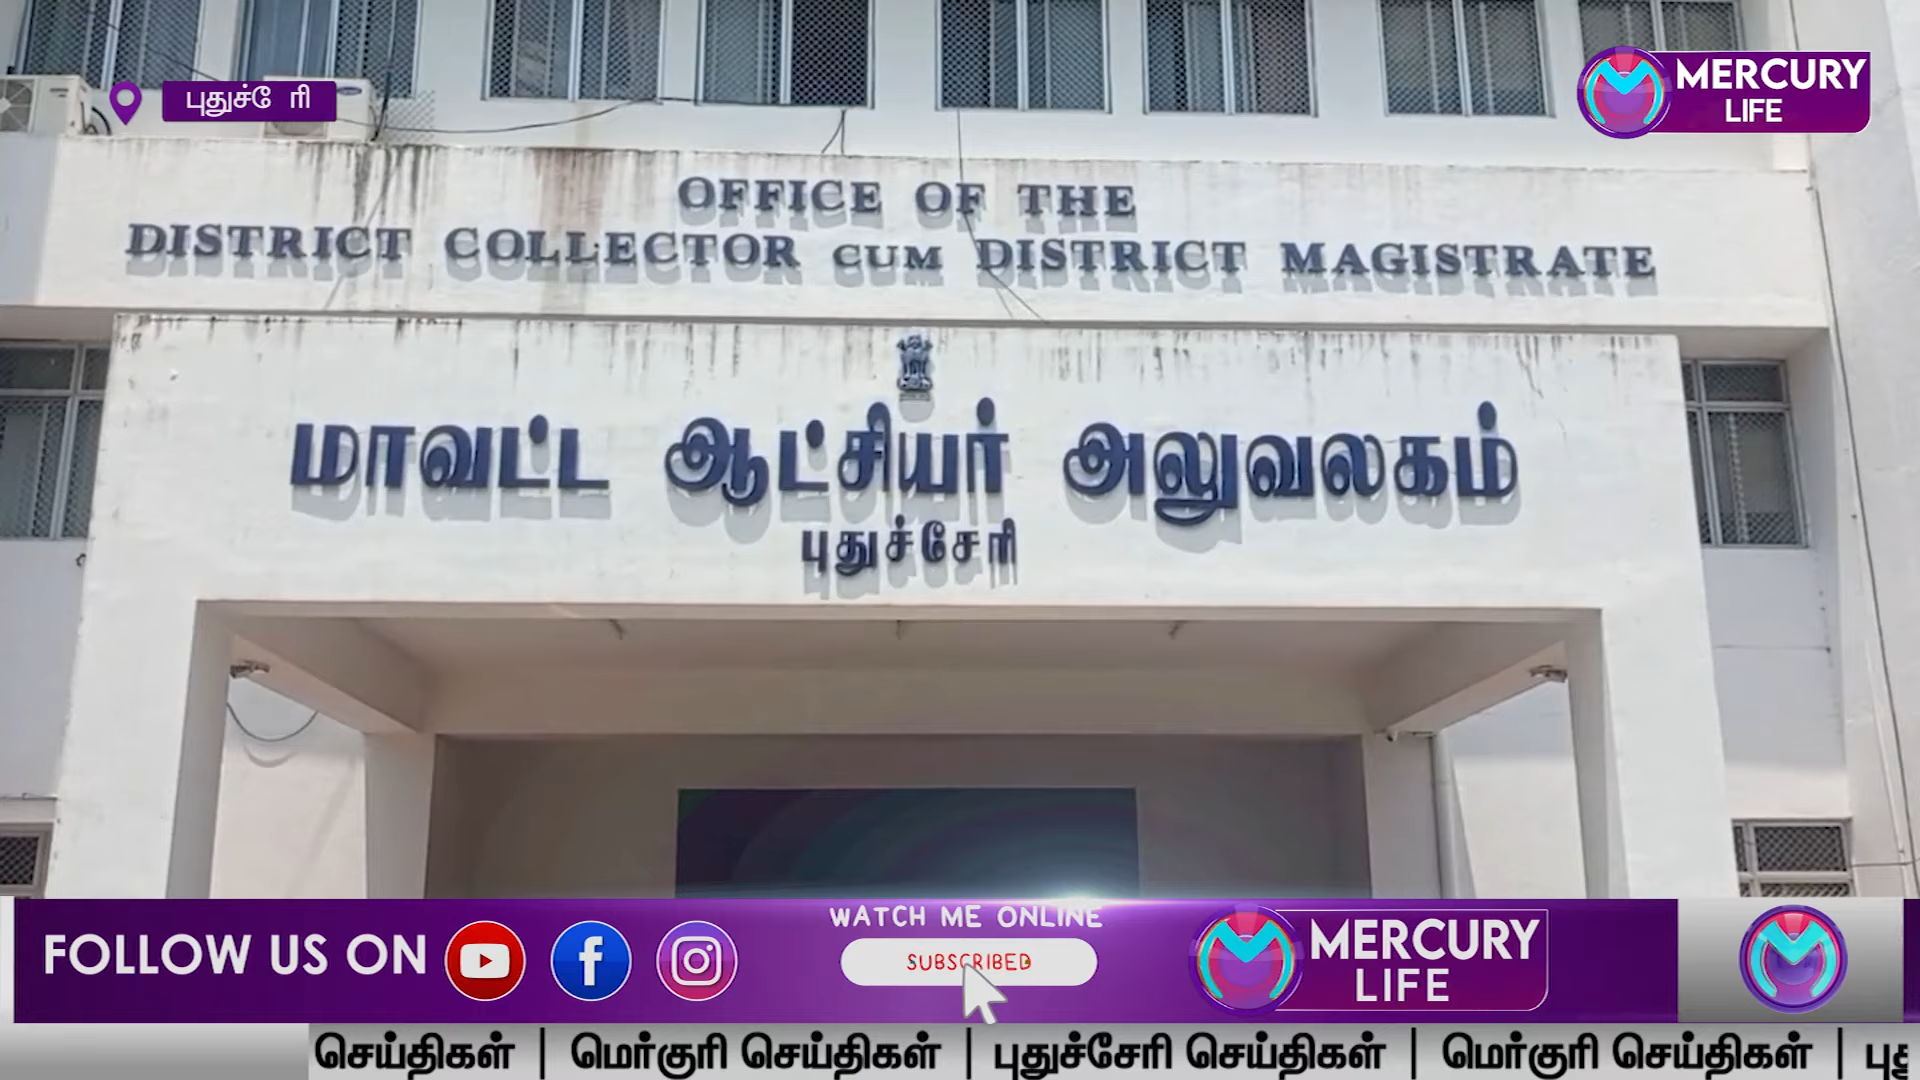 புதுச்சே ரி
MERCURY
LIFE
OFFICE OF THE
DISTRICT COLLECTOR CUM DISTRICT MAGISTRATE
மாவட்ட ஆட்சியர் அலுவலகம்
புதுச்சேரி
FOLLOW US ON
WATCH ME ONLINE
SUBSCRIBED
MERCURY
LIFE
செய்திகள் | மெர்குரி செய்திகள் | புதுச்சேரி செய்திகள் | மெர்குரி செய்திகள் |